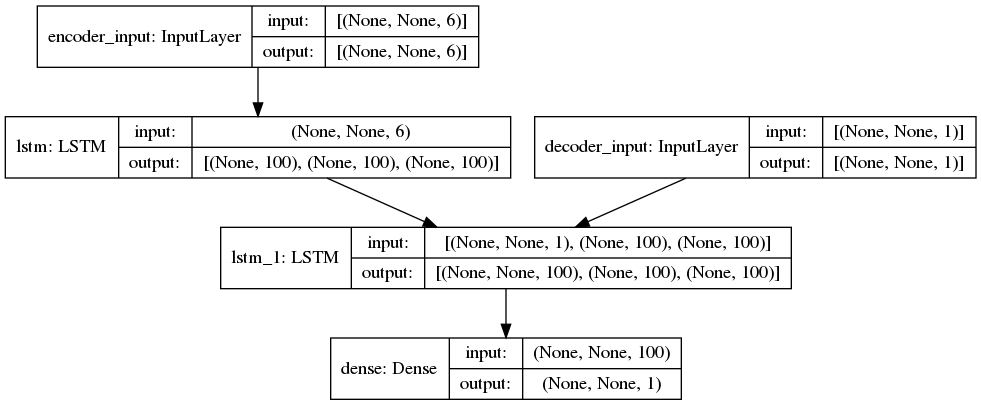 encoder_input: InputLayer
input:
[(None, None, 6)]
output:
[(None, None, 6)]
lstm: LSTM
input:
(None, None, 6)
output:
[(None, 100), (None, 100), (None, 100)]
decoder_input: InputLayer
input:
[(None, None, 1)]
output:
[(None, None, 1)]
lstm_1: LSTM
input:
[(None, None, 1), (None, 100), (None, 100)]
output:
[(None, None, 100), (None, 100), (None, 100)]
dense: Dense
input:
(None, None, 100)
output:
(None, None, 1)